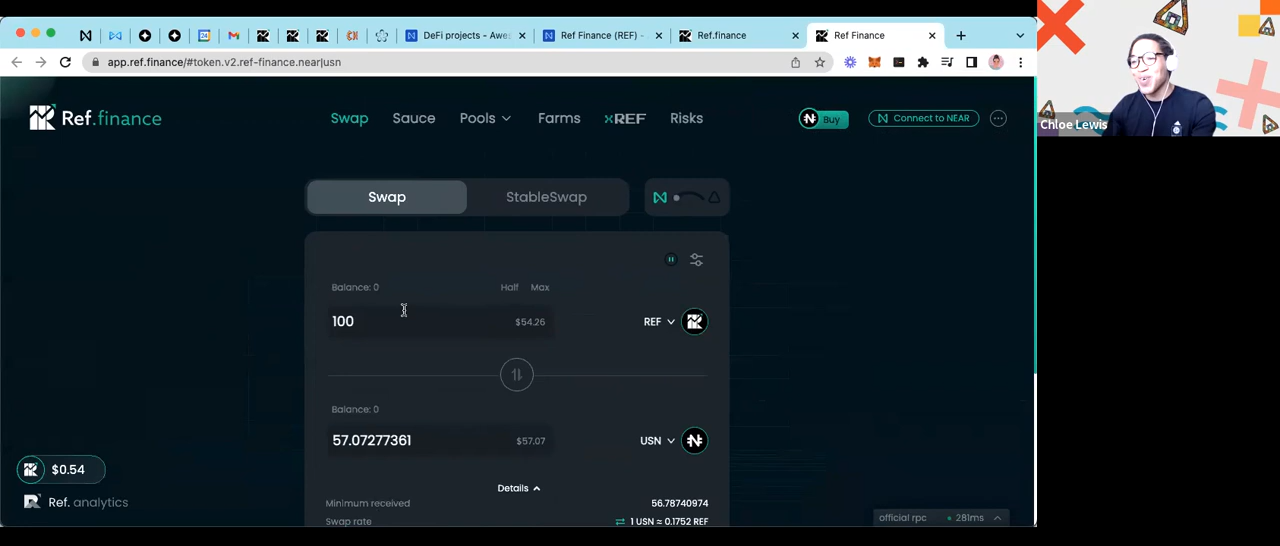 DeFi projects - Awes
Ref Finance (REF) -
Ref.finance
Ref Finance
app.ref.finance/#token.v2.ref-finance.near|usn
Chloe Lewis
Ref.finance
Swap Sauce Pools Farms xREF Risks
Buy
Connect to NEAR
Swap StableSwap
Balance: 0 Half Max
100 $54.26 REF
Balance: 0
57.07277361 $57.07 USN
$0.54
Details
Ref. analytics
Minimum received 56.78740974
Swap rate 1 USN ≈ 0.1752 REF
official rpc 281ms